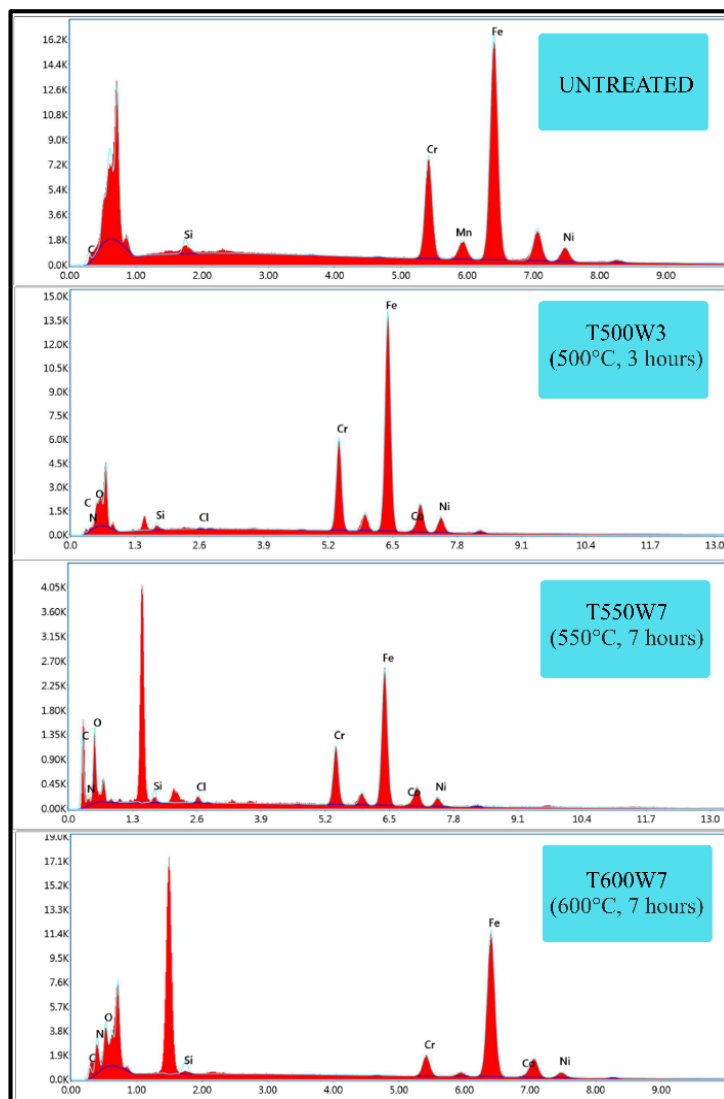 16.2K
14.4K
12.6K
10.8K
9.0K
7.2K
5.4K
3.6K
1.8K
0.0K
0.00 1.00 2.00 3.00 4.00 5.00 6.00 7.00 8.00 9.00
C Si Cr Mn Fe Ni
UNTREATED
15.0K
13.5K
12.0K
10.5K
9.0K
7.5K
6.0K
4.5K
3.0K
1.5K
0.0K
0.0 1.3 2.6 3.9 5.2 6.5 7.8 9.1 10.4 11.7 13.0
C N O Si Cl Cr Fe Co Ni
T500W3
(500°C, 3 hours)
4.05K
3.60K
3.15K
2.70K
2.25K
1.80K
1.35K
0.90K
0.45K
0.00K
0.0 1.3 2.6 3.9 5.2 6.5 7.8 9.1 10.4 11.7 13.0
C N O Si Cl Cr Fe Co Ni
T550W7
(550°C, 7 hours)
19.0K
17.1K
15.2K
13.3K
11.4K
9.5K
7.6K
5.7K
3.8K
1.9K
0.0K
0.00 1.00 2.00 3.00 4.00 5.00 6.00 7.00 8.00 9.00
C N O Si Cr Fe Co Ni
T600W7
(600°C, 7 hours)